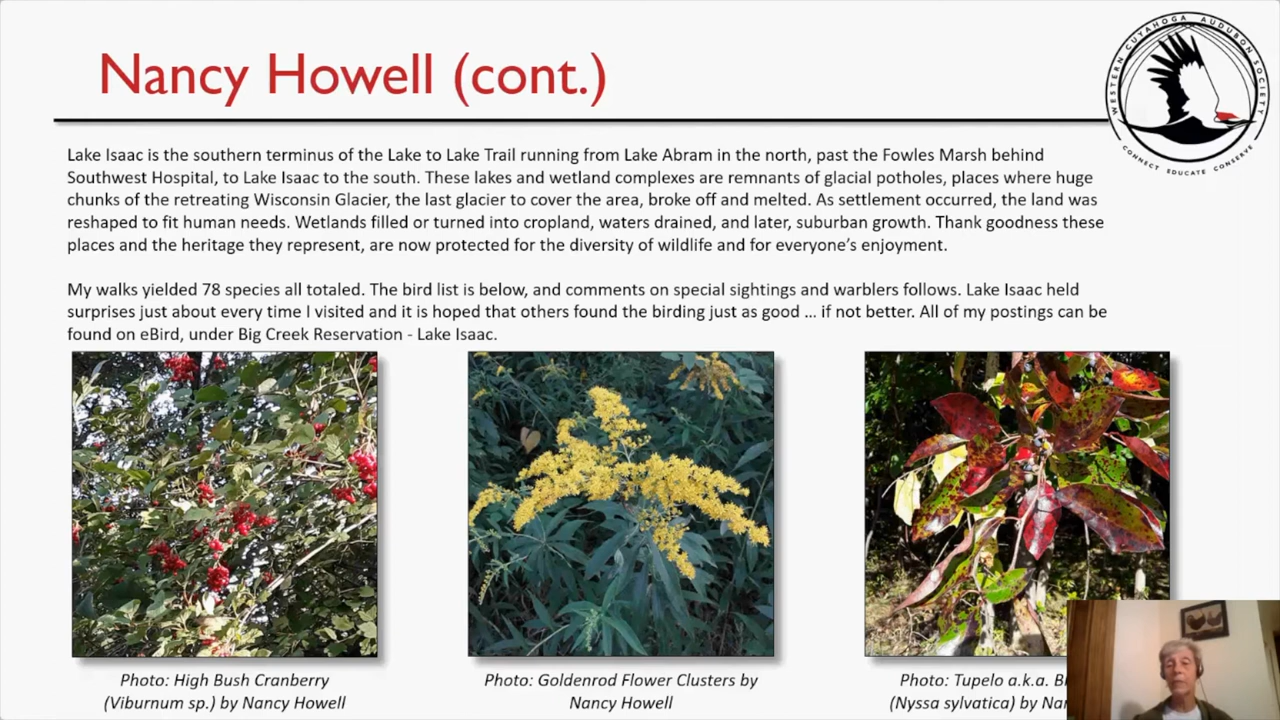 Nancy Howell (cont.)
WESTERN CUYAHOGA AUDUBON SOCIETY
CONNECT EDUCATE CONSERVE
Lake Isaac is the southern terminus of the Lake to Lake Trail running from Lake Abram in the north, past the Fowles Marsh behind
Southwest Hospital, to Lake Isaac to the south. These lakes and wetland complexes are remnants of glacial potholes, places where huge
chunks of the retreating Wisconsin Glacier, the last glacier to cover the area, broke off and melted. As settlement occurred, the land was
reshaped to fit human needs. Wetlands filled or turned into cropland, waters drained, and later, suburban growth. Thank goodness these
places and the heritage they represent, are now protected for the diversity of wildlife and for everyone’s enjoyment.
My walks yielded 78 species all totaled. The bird list is below, and comments on special sightings and warblers follows. Lake Isaac held
surprises just about every time I visited and it is hoped that others found the birding just as good … if not better. All of my postings can be
found on eBird, under Big Creek Reservation - Lake Isaac.
Photo: High Bush Cranberry
(Viburnum sp.) by Nancy Howell
Photo: Goldenrod Flower Clusters by
Nancy Howell
Photo: Tupelo a.k.a.
(Nyssa sylvatica) by